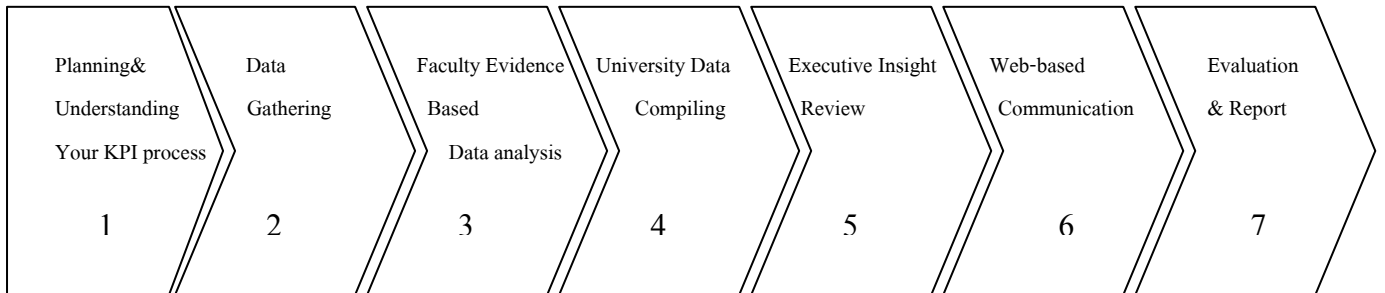 Planning&
Understanding
Your KPI process
1
Data
Gathering
2
Faculty Evidence
Based
Data analysis
3
University Data
Compiling
4
Executive Insight
Review
5
Web-based
Communication
6
Evaluation
& Report
7